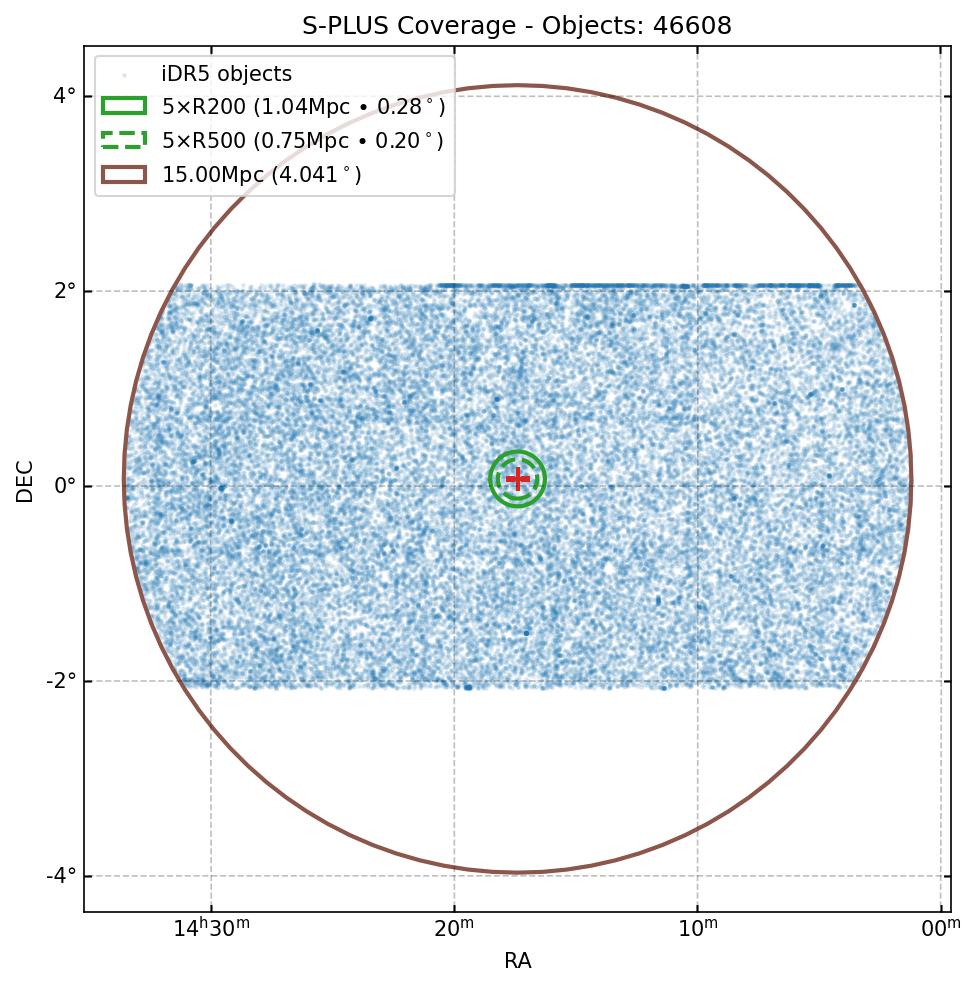 S-PLUS Coverage - Objects: 46608
iDR5 objects
5×R200 (1.04Mpc • 0.28°)
5×R500 (0.75Mpc • 0.20°)
15.00Mpc (4.041°)
4°
2°
0°
-2°
-4°
DEC
14h30m 20m 10m 00m
RA